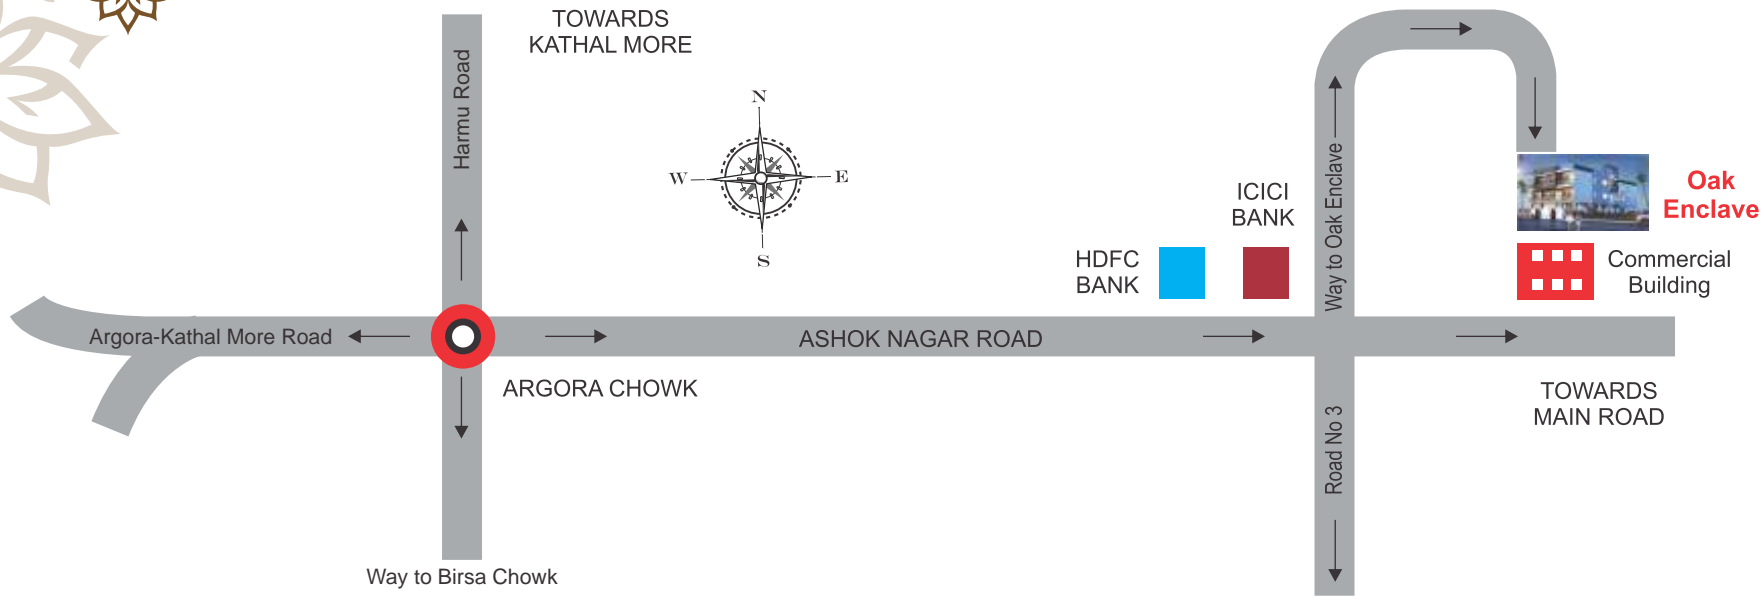 TOWARDS
KATHAL MORE
Harmu Road
N
W
E
S
ICICI
BANK
HDFC
BANK
Way to Oak Enclave
Oak
Enclave
Commercial
Building
Argora-Kathal More Road
ASHOK NAGAR ROAD
ARGORA CHOWK
TOWARDS
MAIN ROAD
Road No 3
Way to Birsa Chowk